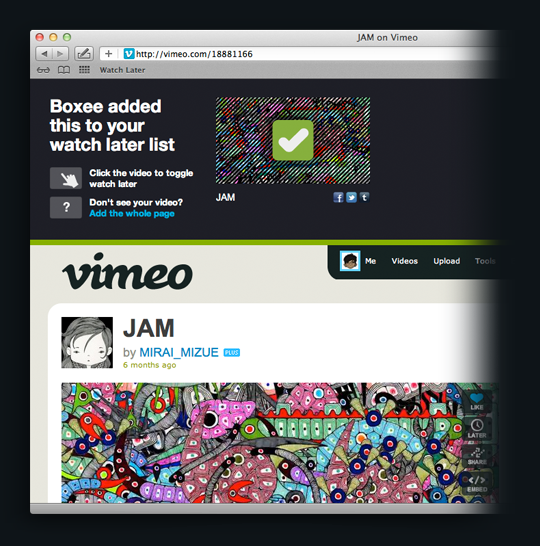 JAM on Vimeo
http://vimeo.com/18881166
Watch Later
Boxee added
this to your
watch later list
Click the video to toggle
watch later
?
Don't see your video?
Add the whole page
JAM
f
t
vimeo
Me Videos Upload Tools
JAM
by MIRAI_MIZUE PLUS
6 months ago
LIKE
LATER
SHARE
EMBED